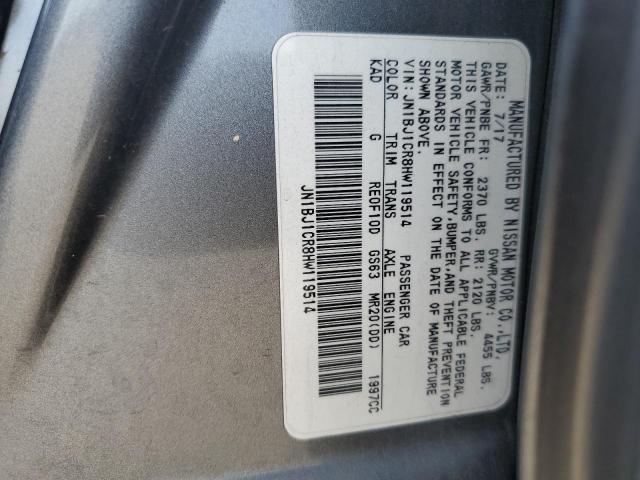 MANUFACTURED BY NISSAN MOTOR CO.,LTD.
DATE: 7/17 GVWR/PNBV: 4455 LBS.
GAWR/PNBE FR: 2370 LBS. RR: 2120 LBS.
THIS VEHICLE CONFORMS TO ALL APPLICABLE FEDERAL
MOTOR VEHICLE SAFETY,BUMPER,AND THEFT PREVENTION
STANDARDS IN EFFECT ON THE DATE OF MANUFACTURE
SHOWN ABOVE.
VIN: JN1BJ1CR8HW119514 PASSENGER CAR
COLOR TRIM TRANS AXLE ENGINE
KAD G RE0F10D GS63 MR20(DD) 1997CC
JN1BJ1CR8HW119514